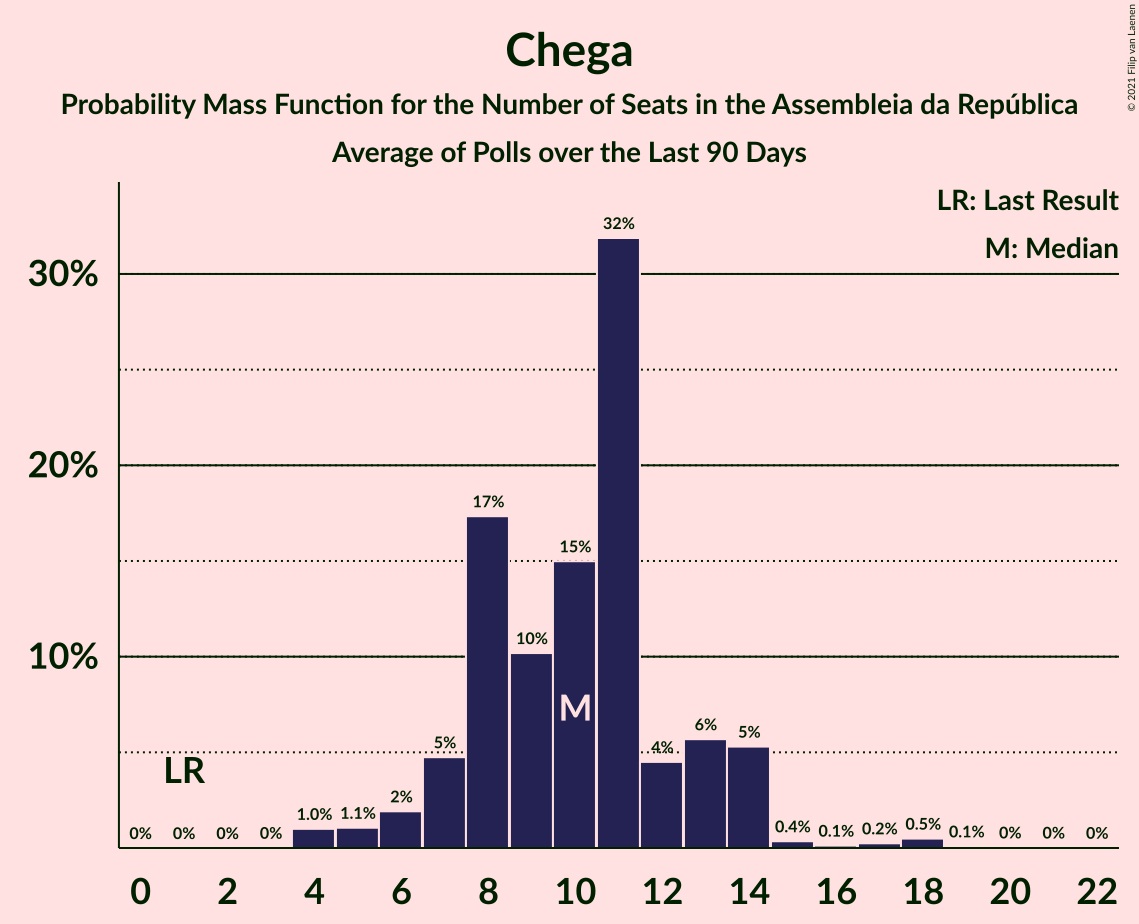 © 2021 Filip van Laenen
Chega
Probability Mass Function for the Number of Seats in the Assembleia da República
Average of Polls over the Last 90 Days
LR: Last Result
M: Median
30%
20%
10%
0% 0% 0% 0% 1.0% 1.1% 2% 5% 17% 10% 15% 32% 4% 6% 5% 0.4% 0.1% 0.2% 0.5% 0.1% 0% 0% 0%
LR
M
0 2 4 6 8 10 12 14 16 18 20 22